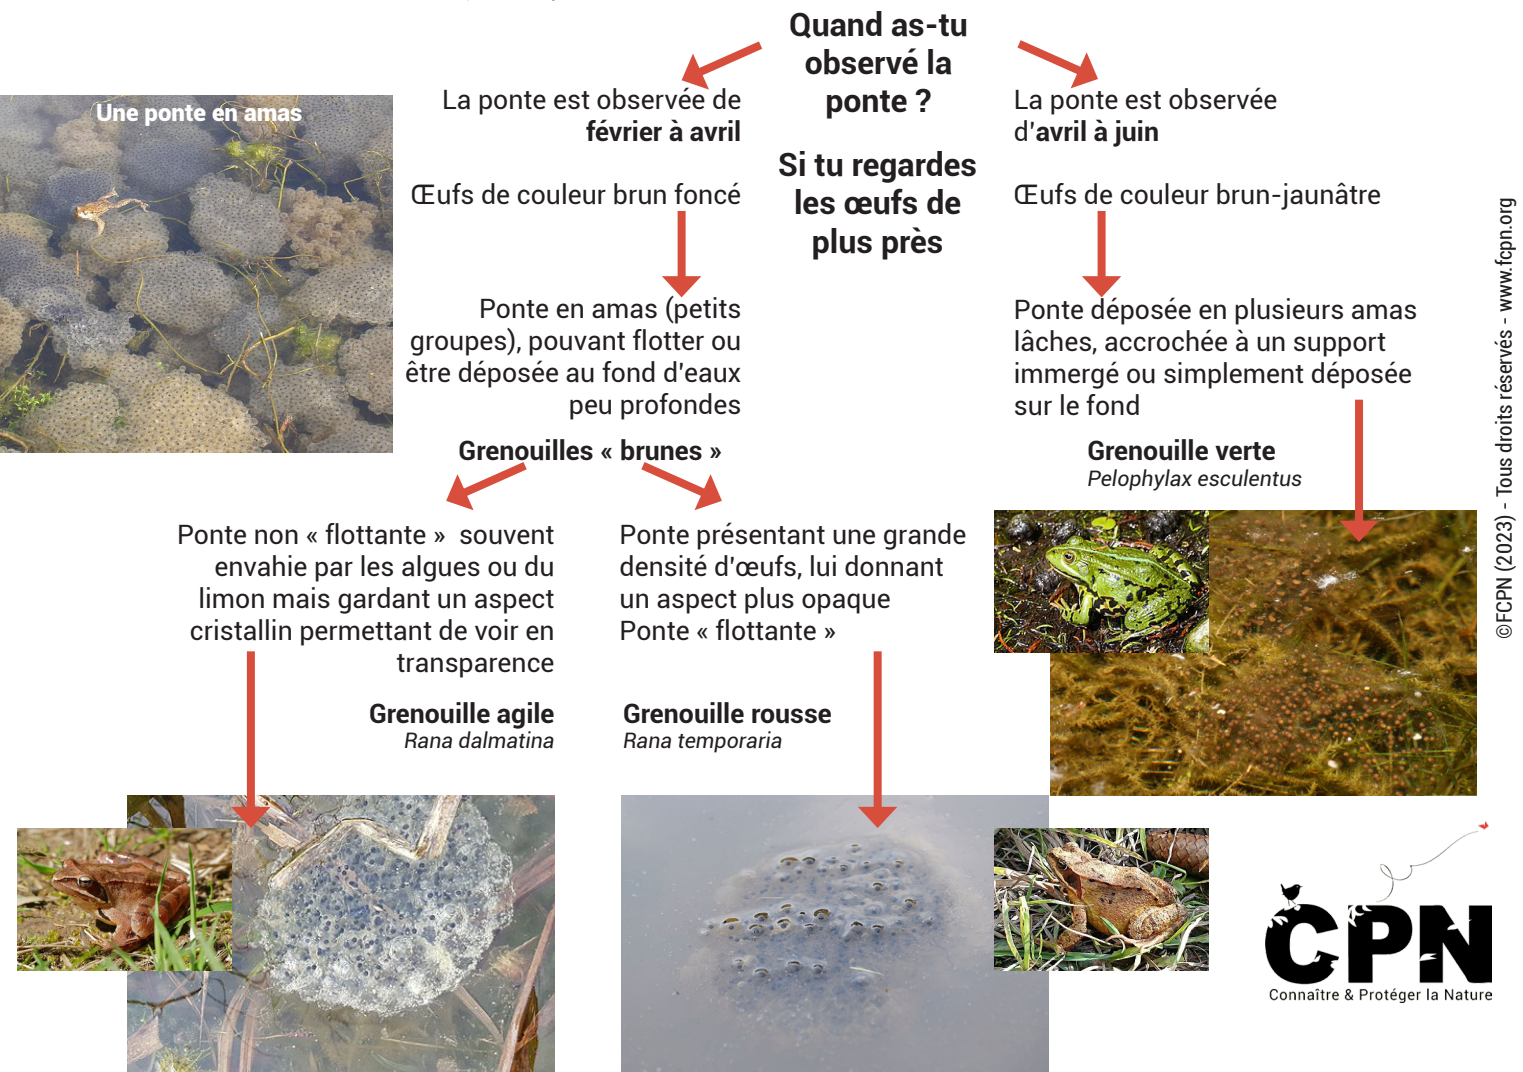 Quand as-tu
observé la
ponte ?
Si tu regardes
les œufs de
plus près
Une ponte en amas
La ponte est observée de
février à avril
Œufs de couleur brun foncé
Ponte en amas (petits
groupes), pouvant flotter ou
être déposée au fond d'eaux
peu profondes
Grenouilles « brunes »
Ponte non « flottante » souvent
envahie par les algues ou du
limon mais gardant un aspect
cristallin permettant de voir en
transparence
Grenouille agile
Rana dalmatina
Ponte présentant une grande
densité d'œufs, lui donnant
un aspect plus opaque
Ponte « flottante »
Grenouille rousse
Rana temporaria
La ponte est observée
d'avril à juin
Œufs de couleur brun-jaunâtre
Ponte déposée en plusieurs amas
lâches, accrochée à un support
immergé ou simplement déposée
sur le fond
Grenouille verte
Pelophylax esculentus
©FCPN (2023) - Tous droits réservés - www.fcpn.org
CPN
Connaître & Protéger la Nature